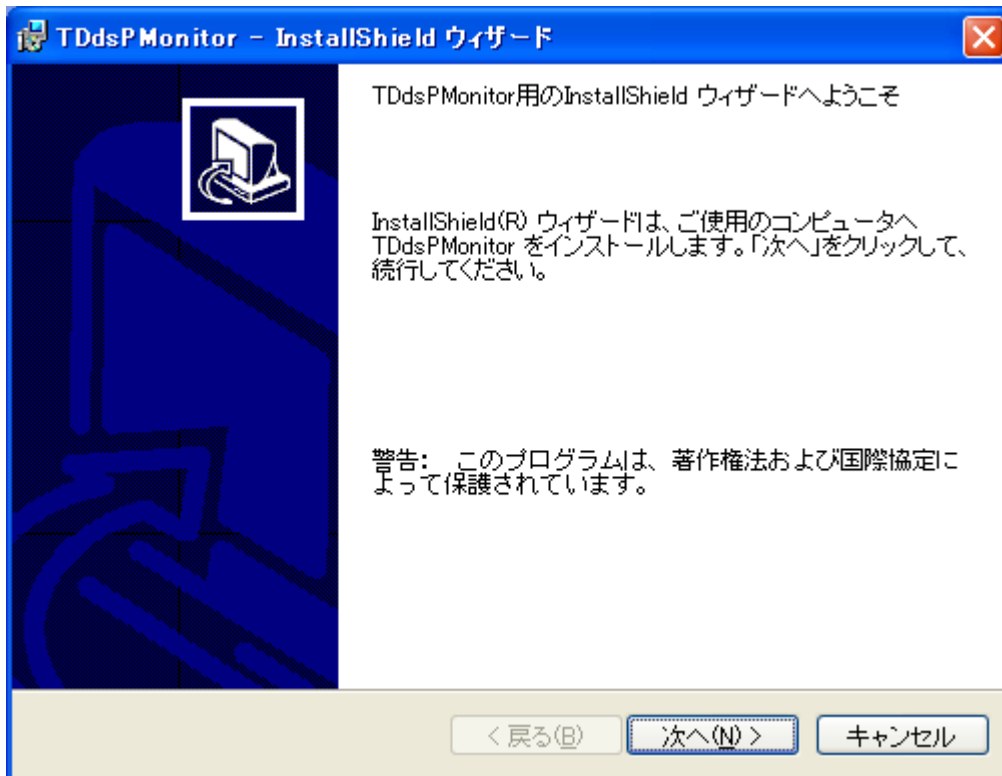 TDdsPMonitor - InstallShield ウィザード
TDdsPMonitor用のInstallShield ウィザードへようこそ
InstallShield(R) ウィザードは、ご使用のコンピュータへ
TDdsPMonitor をインストールします。「次へ」をクリックして、
続行してください。
警告: このプログラムは、著作権法および国際協定に
よって保護されています。
< 戻る(B)
次へ(N) >
キャンセル